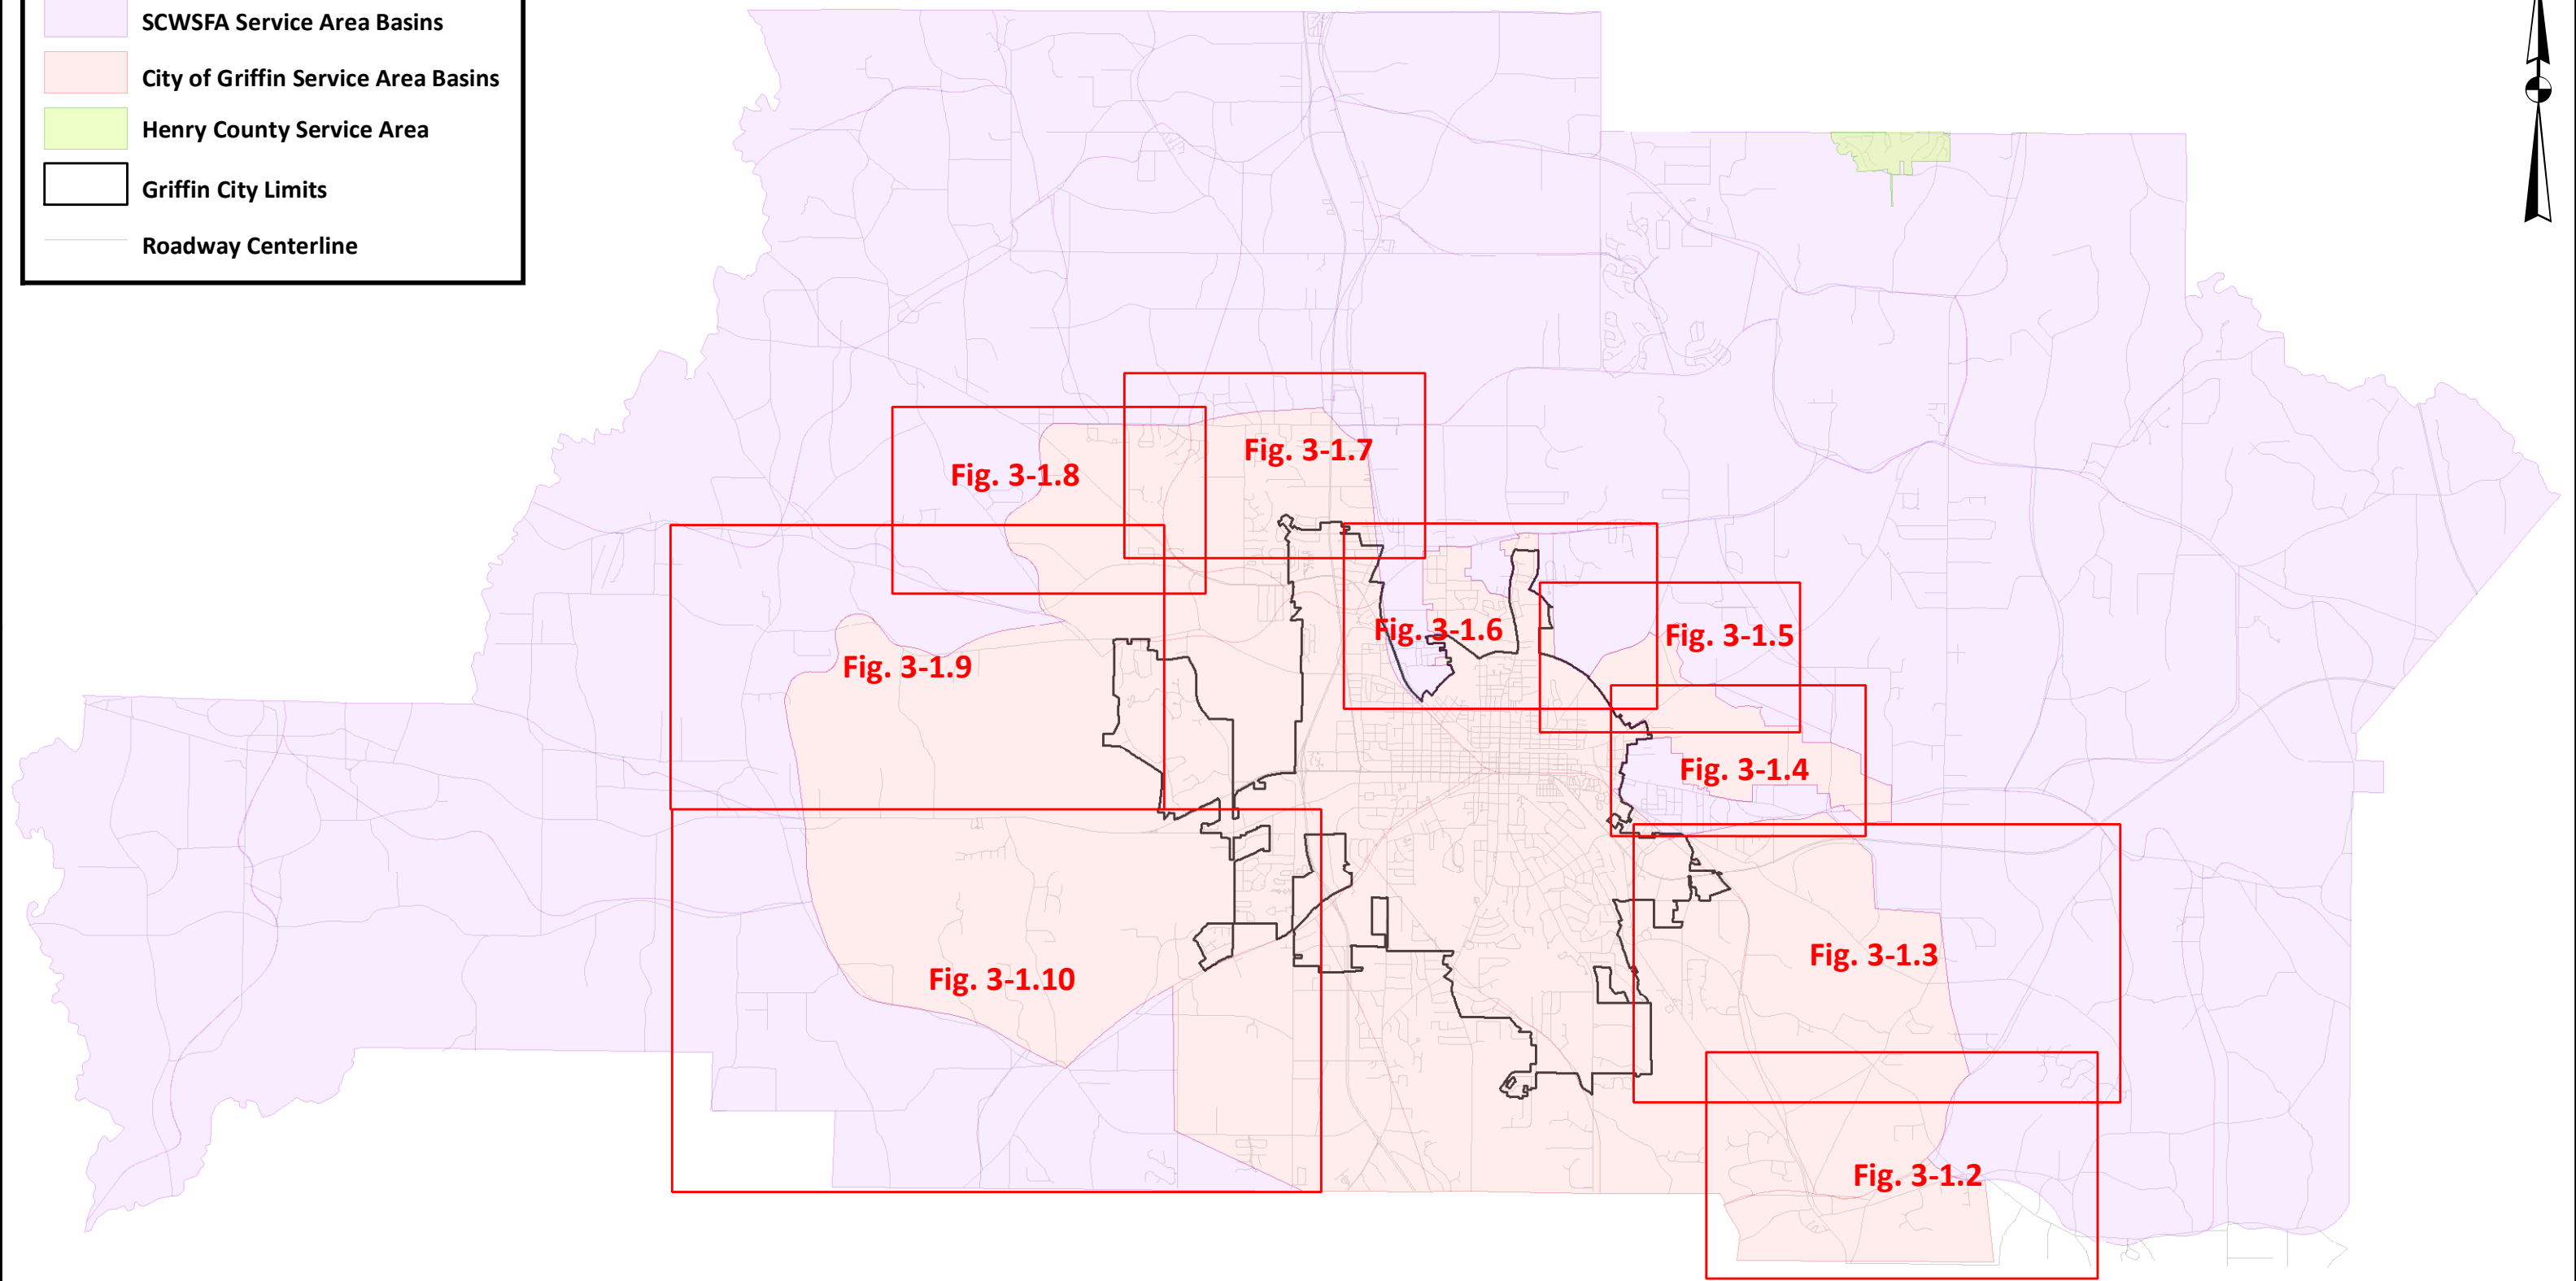 SCWSFA Service Area Basins
City of Griffin Service Area Basins
Henry County Service Area
Griffin City Limits
Roadway Centerline
Fig. 3-1.7
Fig. 3-1.8
Fig. 3-1.6
Fig. 3-1.5
Fig. 3-1.9
Fig. 3-1.4
Fig. 3-1.3
Fig. 3-1.10
Fig. 3-1.2